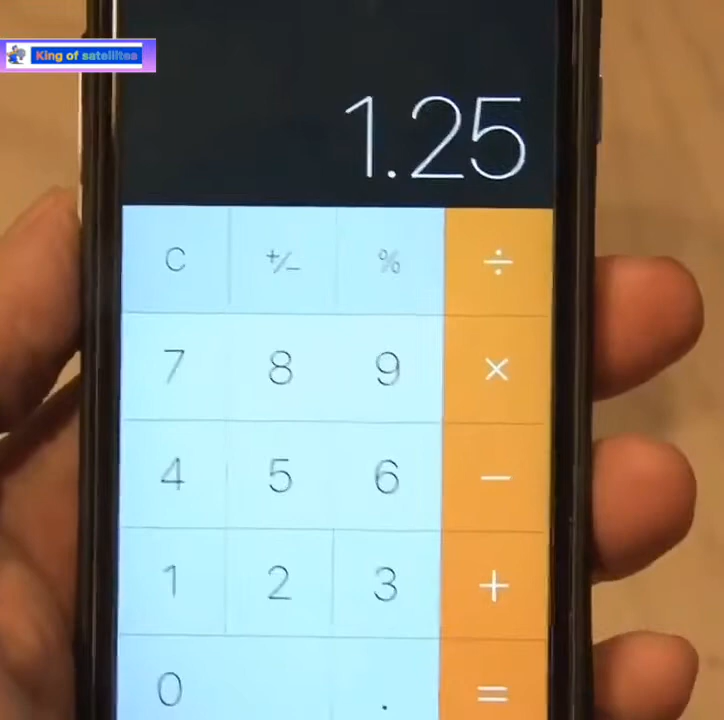 King of satellites
1.25
C +/- % ÷
7 8 9 ×
4 5 6 −
1 2 3 +
0 . =